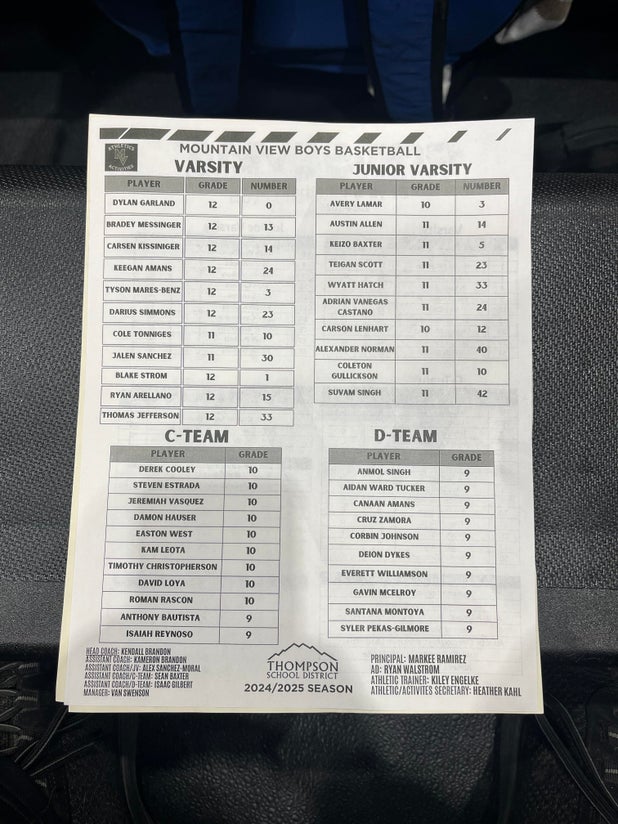 ATHLETICS
ACTIVITIES
MOUNTAIN VIEW BOYS BASKETBALL
VARSITY
PLAYER GRADE NUMBER
DYLAN GARLAND 12 0
BRADEY MESSINGER 12 13
CARSEN KISSINIGER 12 14
KEEGAN AMANS 12 24
TYSON MARES-BENZ 12 3
DARIUS SIMMONS 12 23
COLE TONNIGES 11 10
JALEN SANCHEZ 11 30
BLAKE STROM 12 1
RYAN ARELLANO 12 15
THOMAS JEFFERSON 12 33
JUNIOR VARSITY
PLAYER GRADE NUMBER
AVERY LAMAR 10 3
AUSTIN ALLEN 11 14
KEIZO BAXTER 11 5
TEIGAN SCOTT 11 23
WYATT HATCH 11 33
ADRIAN VANEGAS
CASTANO 11 24
CARSON LENHART 10 12
ALEXANDER NORMAN 11 40
COLETON
GULLICKSON 11 10
SUVAM SINGH 11 42
C-TEAM
PLAYER GRADE
DEREK COOLEY 10
STEVEN ESTRADA 10
JEREMIAH VASQUEZ 10
DAMON HAUSER 10
EASTON WEST 10
KAM LEOTA 10
TIMOTHY CHRISTOPHERSON 10
DAVID LOYA 10
ROMAN RASCON 10
ANTHONY BAUTISTA 9
ISAIAH REYNOSO 9
D-TEAM
PLAYER GRADE
ANMOL SINGH 9
AIDAN WARD TUCKER 9
CANAAN AMANS 9
CRUZ ZAMORA 9
CORBIN JOHNSON 9
DEION DYKES 9
EVERETT WILLIAMSON 9
GAVIN MCELROY 9
SANTANA MONTOYA 9
SYLER PEKAS-GILMORE 9
HEAD COACH: KENDALL BRANDON
ASSISTANT COACH: KAMERON BRANDON
ASSISTANT COACH/JV: ALEX SANCHEZ-MORAL
ASSISTANT COACH/C-TEAM: SEAN BAXTER
ASSISTANT COACH/D-TEAM: ISAAC GILBERT
MANAGER: VAN SWENSON
THOMPSON
SCHOOL DISTRICT
2024/2025 SEASON
PRINCIPAL: MARKEE RAMIREZ
AD: RYAN WALSTROM
ATHLETIC TRAINER: KILEY ENGELKE
ATHLETIC/ACTIVITES SECRETARY: HEATHER KAHL